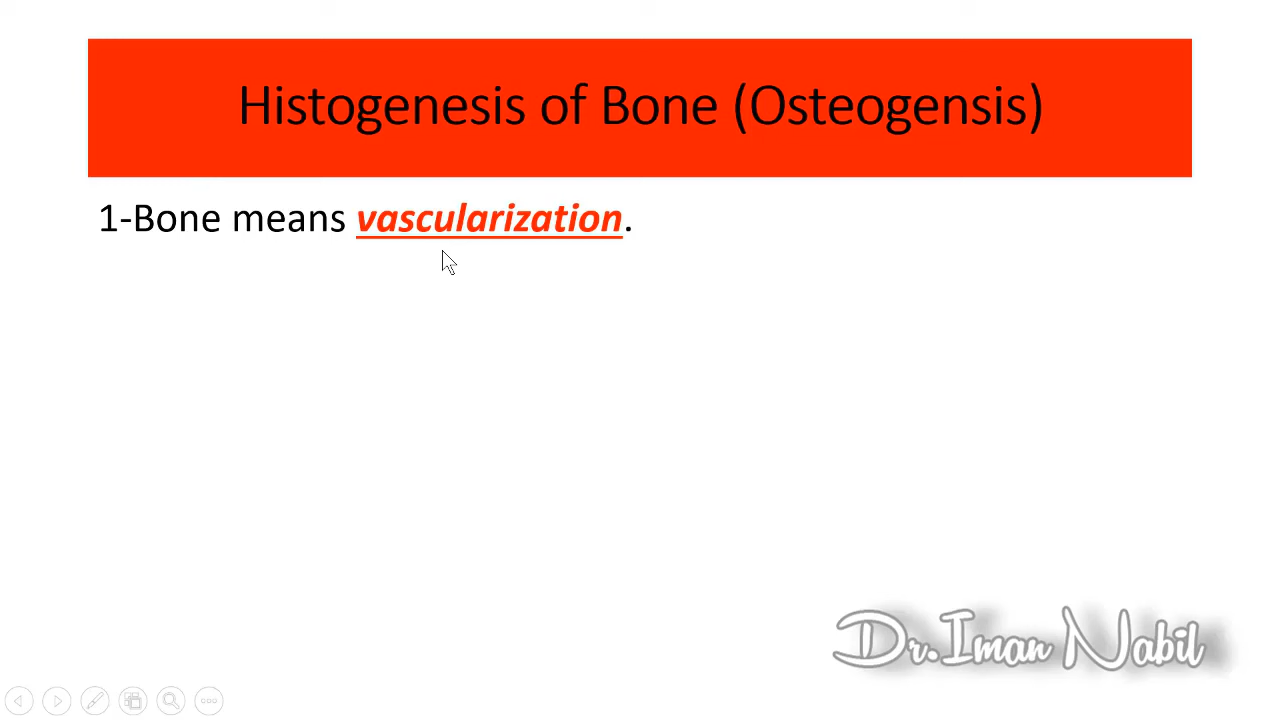 Histogenesis of Bone (Osteogensis)
1-Bone means vascularization.
Dr.Iman Nabil